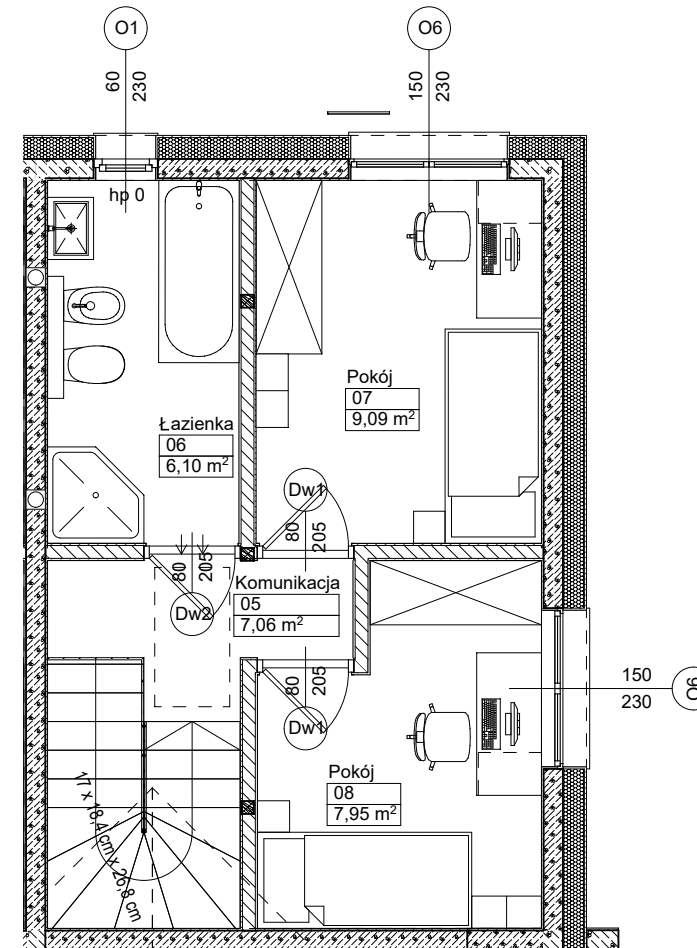 O1
60
230
O6
150
230
hp 0
Pokój
07
9,09 m²
Łazienka
06
6,10 m²
Dw1
80
205
80
205
Dw2
Komunikacja
05
7,06 m²
80
205
Dw1
150
230
O6
Pokój
08
7,95 m²
17 x 18,4 cm x 26,8 cm